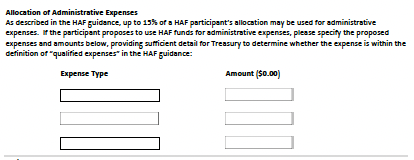 Allocation of Administrative Expenses
As described in the HAF guidance, up to 15% of a HAF participant's allocation may be used for administrative
expenses. If the participant proposes to use HAF funds for administrative expenses, please specify the proposed
expenses and amounts below, providing sufficient detail for Treasury to determine whether the expense is within the
definition of "qualified expenses" in the HAF guidance:
Expense Type Amount ($0.00)